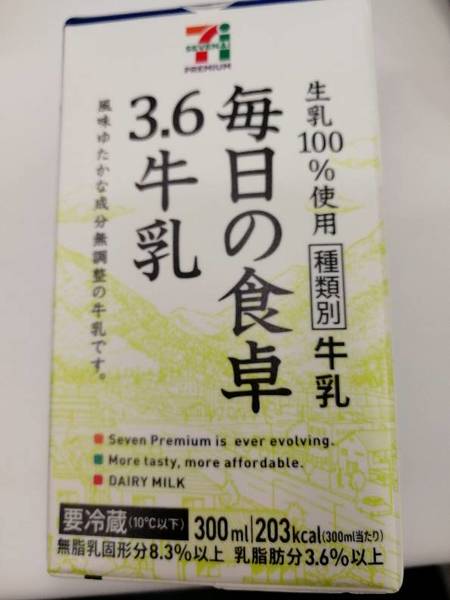 7i
SEVEN&i
PREMIUM
生乳100%使用 種類別 牛乳
毎日の食卓
3.6牛乳
風味ゆたかな成分無調整の牛乳です。
Seven Premium is ever evolving.
More tasty, more affordable.
DAIRY MILK
要冷蔵(10℃以下) 300ml 203kcal(300ml当たり)
無脂乳固形分8.3%以上 乳脂肪分3.6%以上